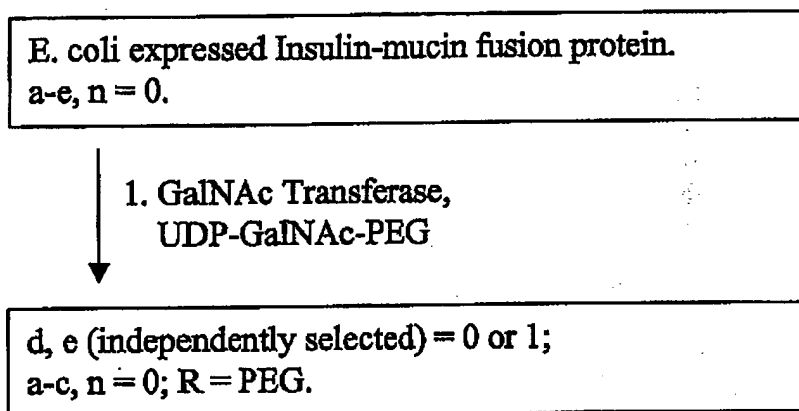 E. coli expressed Insulin-mucin fusion protein.
a-e, n = 0.
1. GalNAc Transferase,
UDP-GalNAc-PEG
d, e (independently selected) = 0 or 1;
a-c, n = 0; R = PEG.